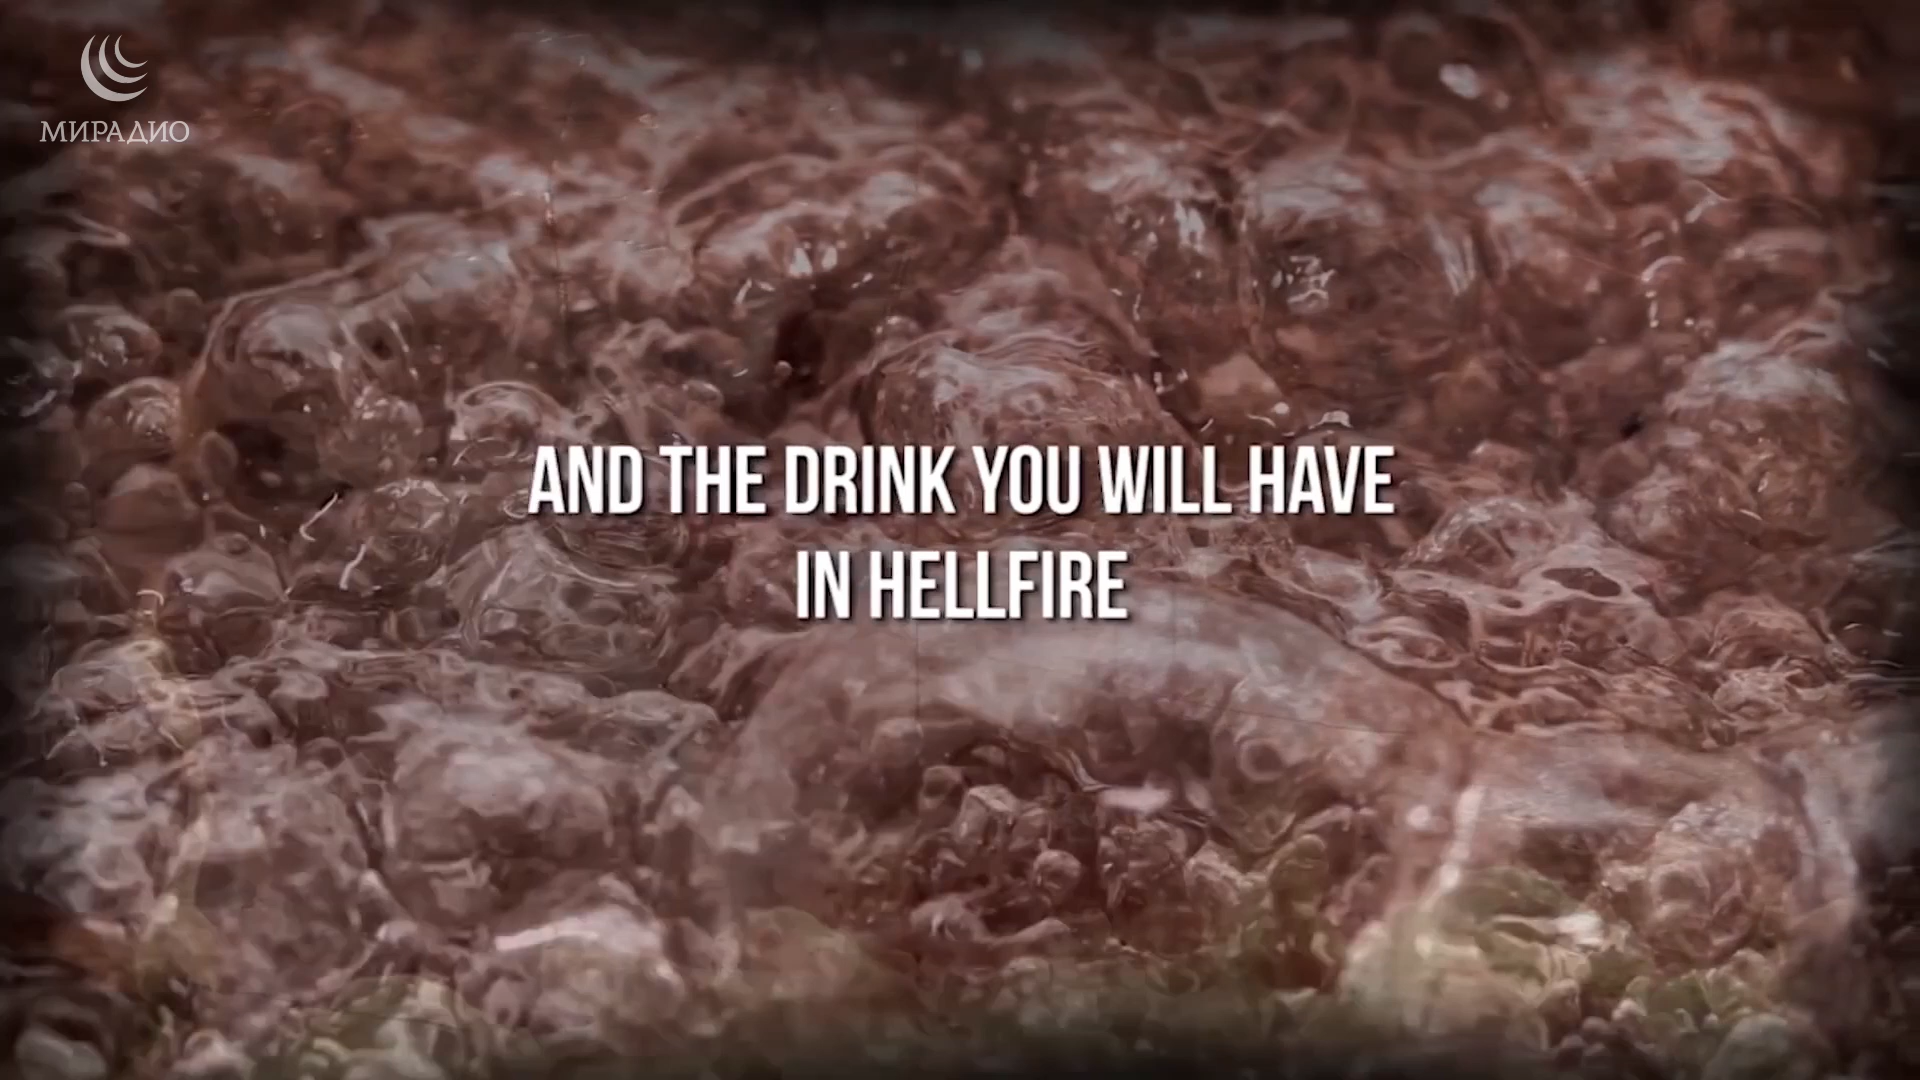 МИРАДИО
AND THE DRINK YOU WILL HAVE
IN HELLFIRE